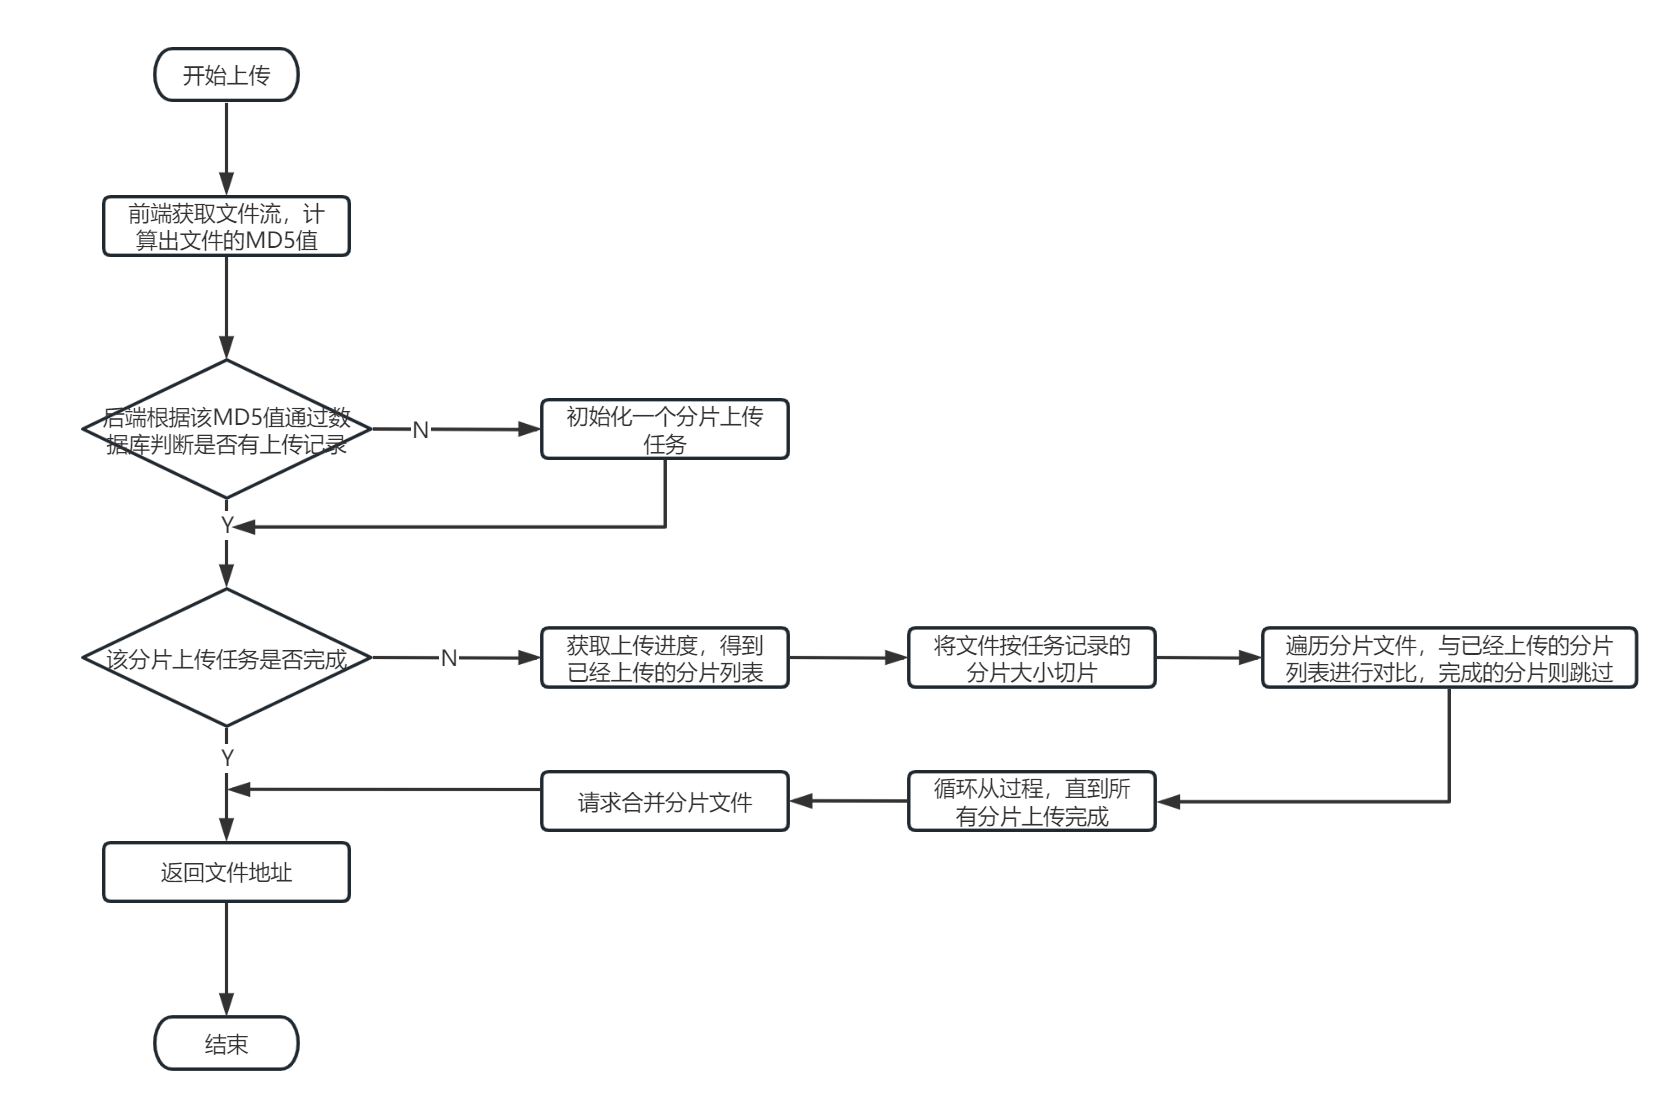 开始上传
前端获取文件流，计
算出文件的MD5值
后端根据该MD5值通过数
据库判断是否有上传记录
N
初始化一个分片上传
任务
Y
该分片上传任务是否完成
N
获取上传进度，得到
已经上传的分片列表
将文件按任务记录的
分片大小切片
遍历分片文件，与已经上传的分片
列表进行对比，完成的分片则跳过
Y
循环从过程，直到所
有分片上传完成
请求合并分片文件
返回文件地址
结束